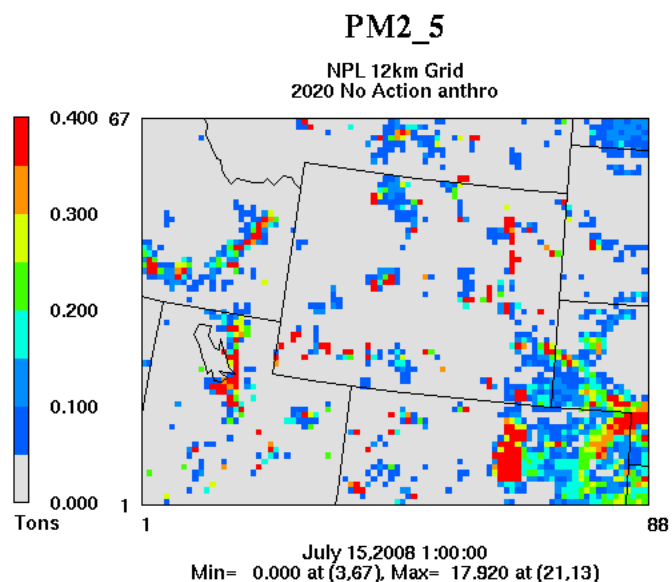 PM2_5
NPL 12km Grid
2020 No Action anthro
0.400
0.300
0.200
0.100
0.000
Tons
67
1
1
88
July 15,2008 1:00:00
Min= 0.000 at (3,67), Max= 17.920 at (21,13)